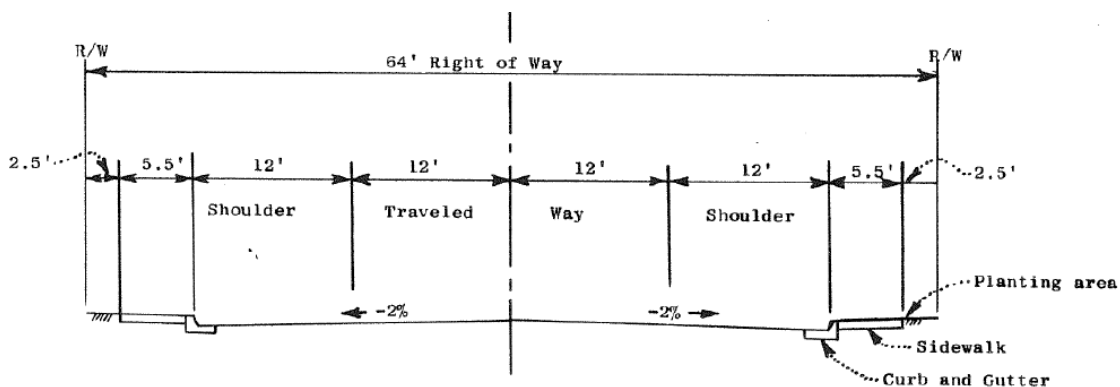 R/W R/W
64' Right of Way
2.5' 5.5' 12' 12' 12' 12' 5.5' 2.5'
Shoulder Traveled Way Shoulder
Planting area
-2% -2%
Sidewalk
Curb and Gutter